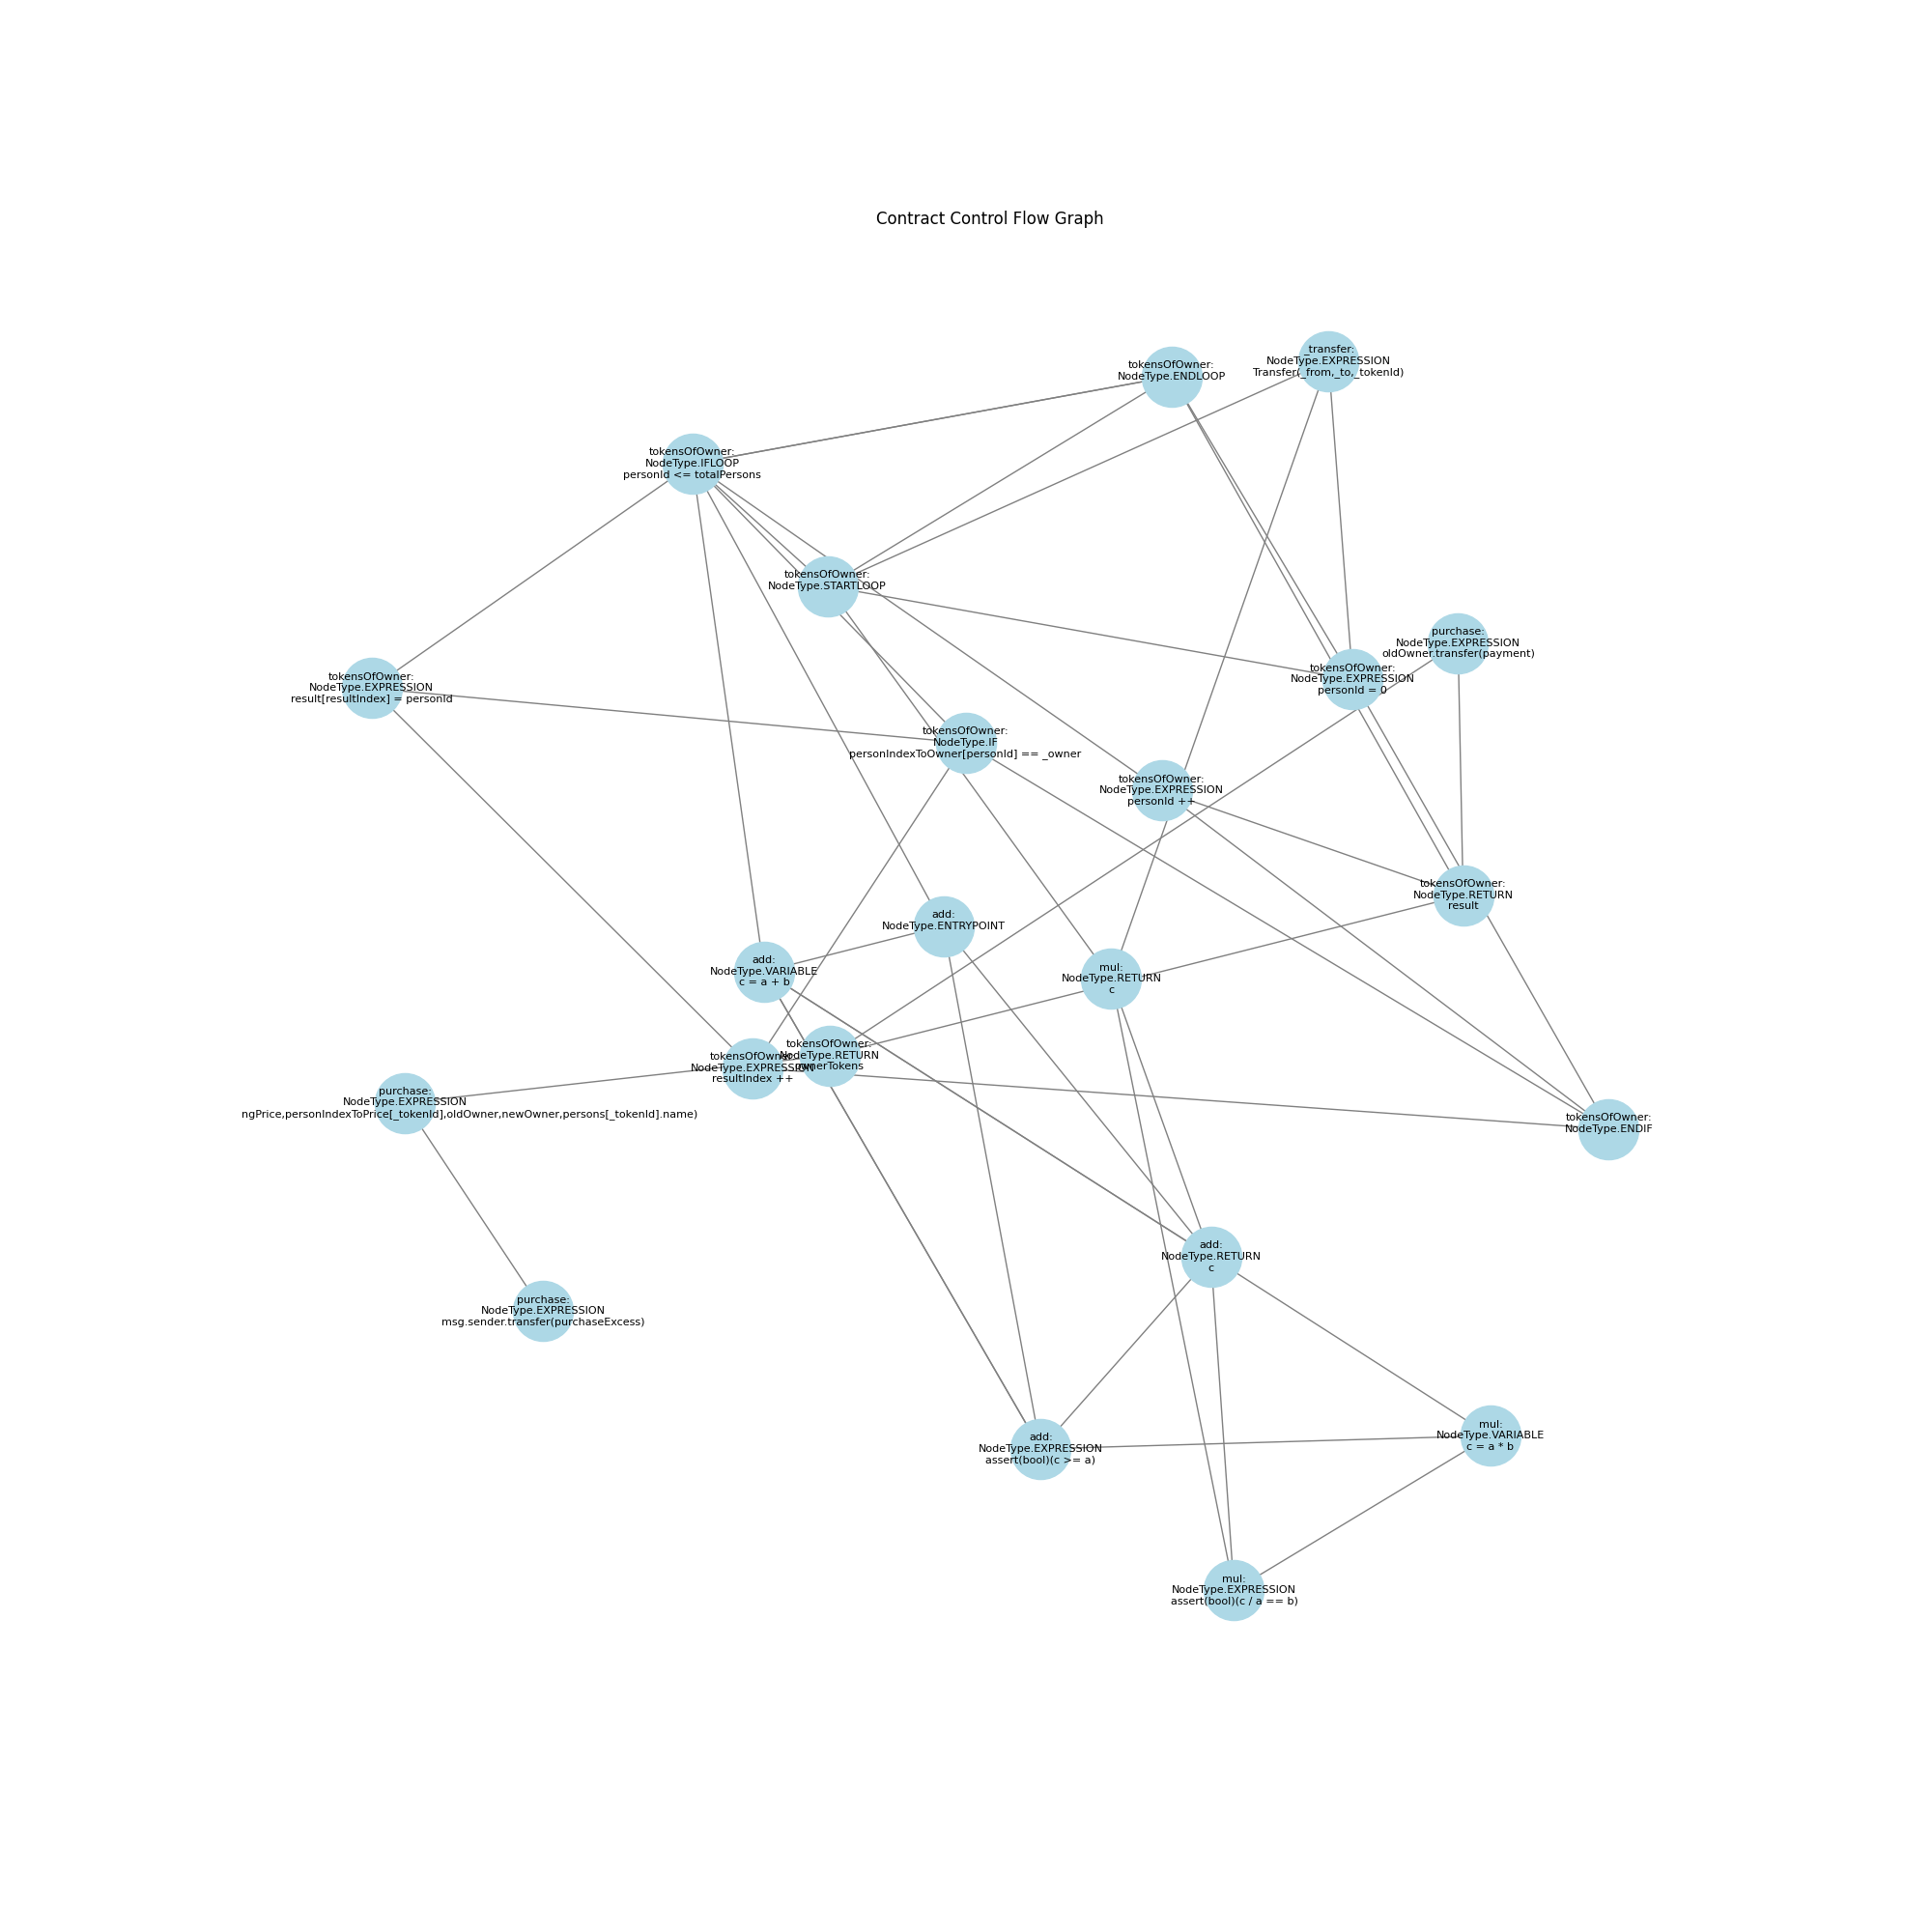 Contract Control Flow Graph
_transfer:
NodeType.EXPRESSION
Transfer(_from,_to,_tokenId)
tokensOfOwner:
NodeType.ENDLOOP
tokensOfOwner:
NodeType.IFLOOP
personId <= totalPersons
tokensOfOwner:
NodeType.STARTLOOP
purchase:
NodeType.EXPRESSION
oldOwner.transfer(payment)
tokensOfOwner:
NodeType.EXPRESSION
personId = 0
tokensOfOwner:
NodeType.EXPRESSION
result[resultIndex] = personId
tokensOfOwner:
NodeType.IF
personIndexToOwner[personId] == _owner
tokensOfOwner:
NodeType.EXPRESSION
personId ++
tokensOfOwner:
NodeType.RETURN
result
add:
NodeType.ENTRYPOINT
add:
NodeType.VARIABLE
c = a + b
mul:
NodeType.RETURN
c
tokensOfOwner:
NodeType.RETURN
ownerTokens
tokensOfOwner:
NodeType.EXPRESSION
resultIndex ++
purchase:
NodeType.EXPRESSION
ngPrice,personIndexToPrice[_tokenId],oldOwner,newOwner,persons[_tokenId].name)
tokensOfOwner:
NodeType.ENDIF
add:
NodeType.RETURN
c
purchase:
NodeType.EXPRESSION
msg.sender.transfer(purchaseExcess)
mul:
NodeType.VARIABLE
c = a * b
add:
NodeType.EXPRESSION
assert(bool)(c >= a)
mul:
NodeType.EXPRESSION
assert(bool)(c / a == b)